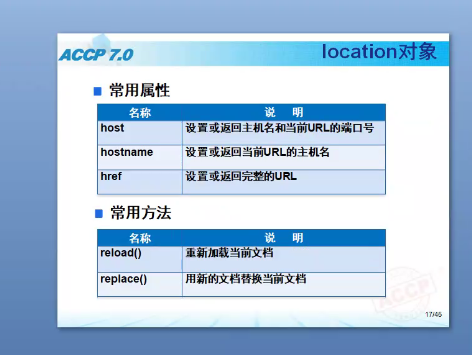 ACCP 7.0
location对象
常用属性
名称 说 明
host 设置或返回主机名和当前URL的端口号
hostname 设置或返回当前URL的主机名
href 设置或返回完整的URL
常用方法
名称 说 明
reload() 重新加载当前文档
replace() 用新的文档替换当前文档
ACCP
17/45